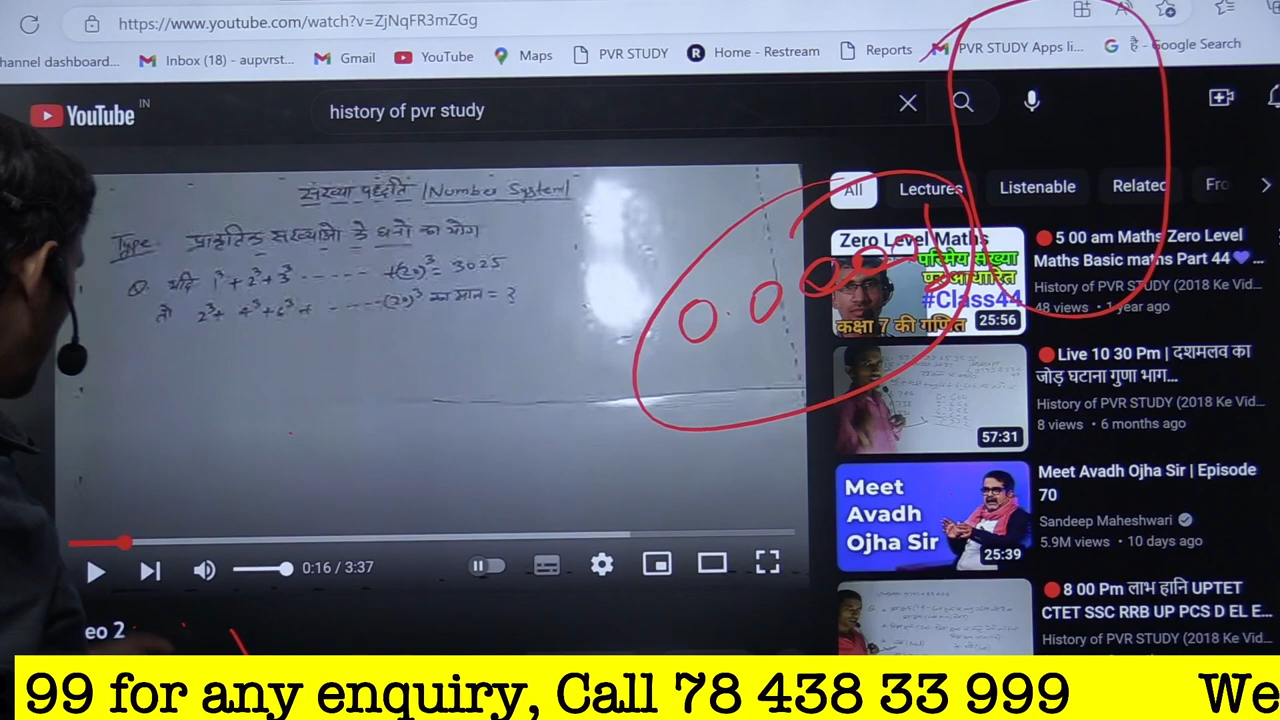 https://www.youtube.com/watch?v=ZjNqFR3mZGg
hannel dashboard... Inbox (18) - aupvrst... Gmail YouTube Maps PVR STUDY Home - Restream Reports PVR STUDY Apps li... है - Google Search
YouTube IN
history of pvr study
All Lectures Listenable Related Fro
संख्या पद्धति (Number System)
Type प्राकृतिक संख्याओ के घनों का योग
Q. यदि 1³+2³+3³ ------ +(20)³ = 3025
तो 2³+ 4³+6³+ - ----(20)³ का मान = ?
0.00000
Zero Level Maths
परिमेय संख्या
पर आधारित
#Class44
कक्षा 7 की गणित
25:56
5 00 am Maths Zero Level
Maths Basic maths Part 44 ...
History of PVR STUDY (2018 Ke Vid...
48 views • 1 year ago
57:31
Live 10 30 Pm | दशमलव का
जोड़ घटाना गुणा भाग...
History of PVR STUDY (2018 Ke Vid...
8 views • 6 months ago
Meet
Avadh
Ojha Sir
25:39
Meet Avadh Ojha Sir | Episode
70
Sandeep Maheshwari
5.9M views • 10 days ago
8 00 Pm लाभ हानि UPTET
CTET SSC RRB UP PCS D EL E...
History of PVR STUDY (2018 Ke Vid...
0:16 / 3:37
eo 2
99 for any enquiry, Call 78 438 33 999 We